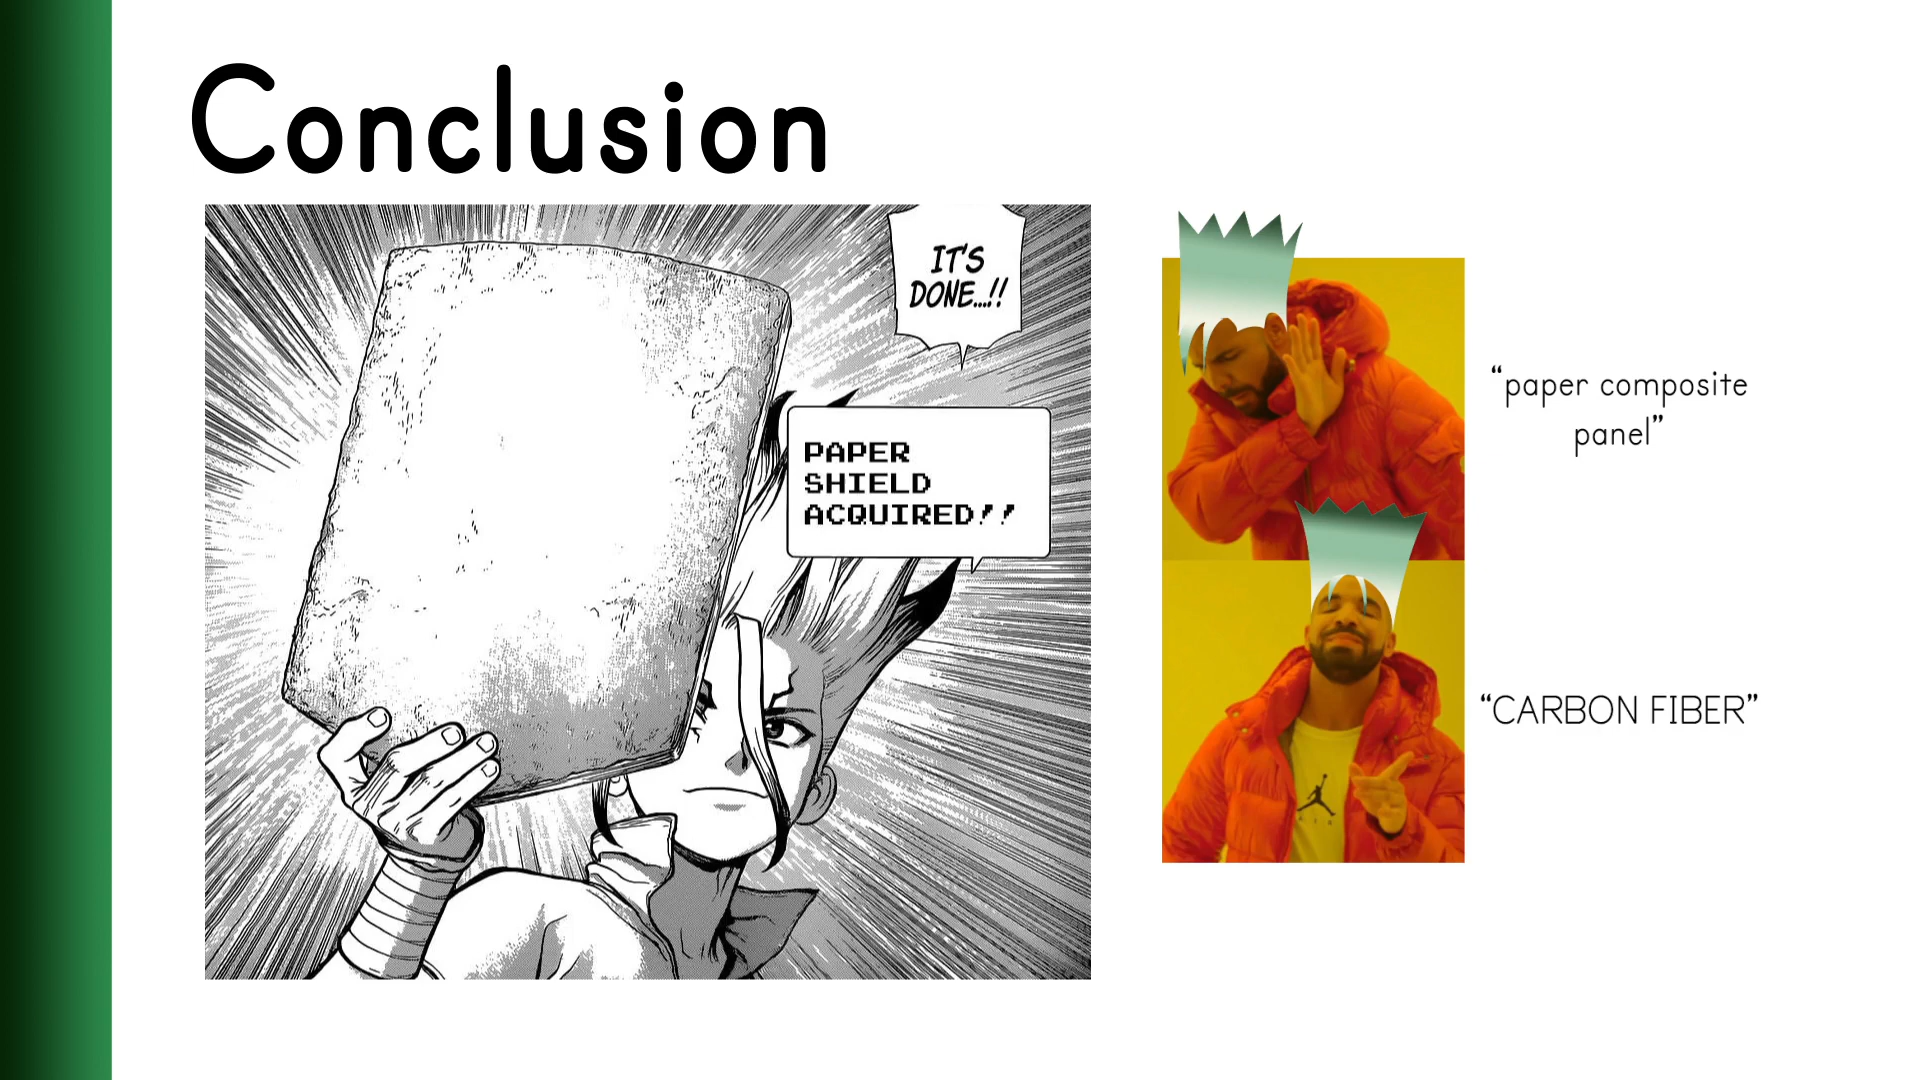 Conclusion
IT'S
DONE...!!
PAPER
SHIELD
ACQUIRED!!
“paper composite
panel”
“CARBON FIBER”